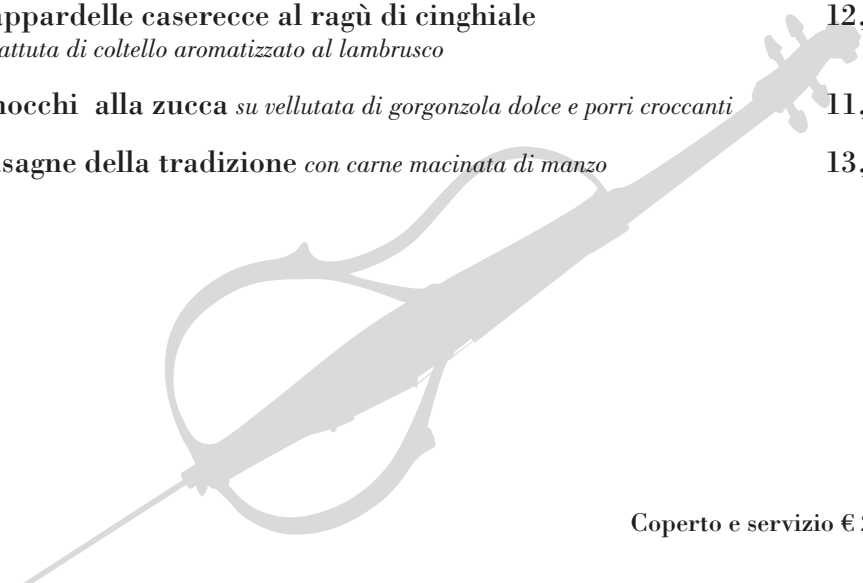 appardelle caserecce al ragù di cinghiale 12,
attuta di coltello aromatizzato al lambrusco
nocchi alla zucca su vellutata di gorgonzola dolce e porri croccanti 11,
sagne della tradizione con carne macinata di manzo 13,
Coperto e servizio €